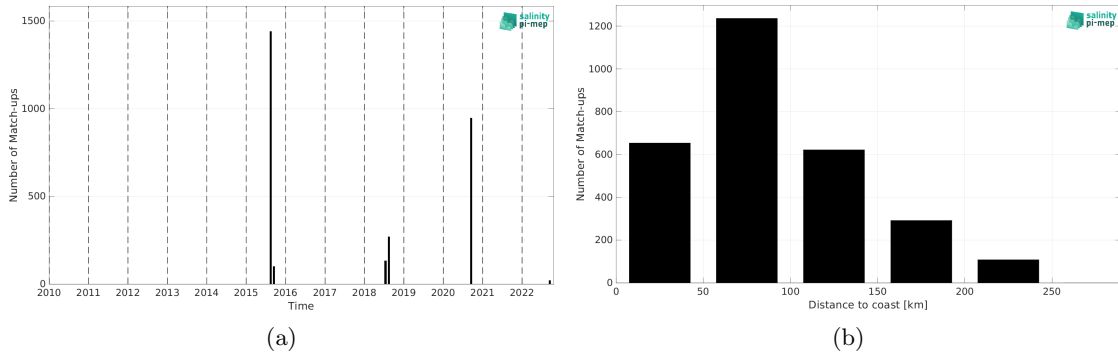 salinity
pi-mep
Number of Match-ups
1500
1000
500
0
2010 2011 2012 2013 2014 2015 2016 2017 2018 2019 2020 2021 2022
Time
(a)
salinity
pi-mep
Number of Match-ups
1200
1000
800
600
400
200
0
0 50 100 150 200 250
Distance to coast [km]
(b)